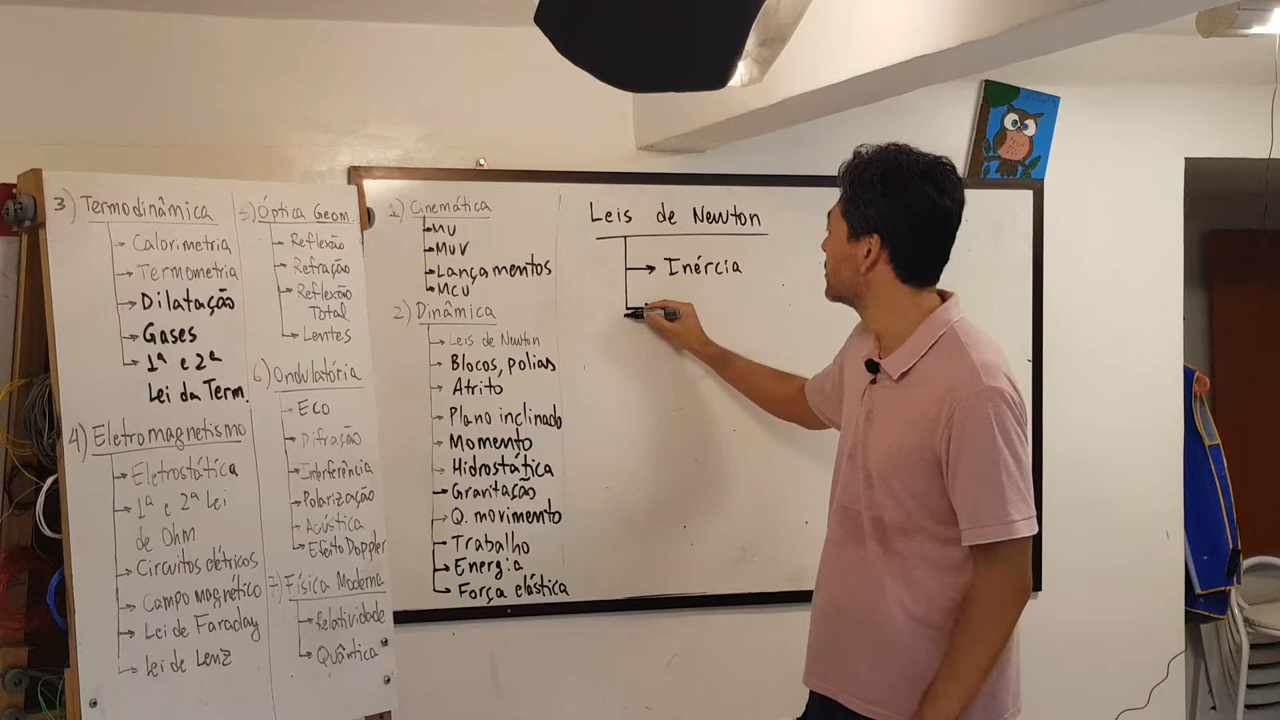 3) Termodinâmica
Calorimetria
Termometria
Dilatação
Gases
1ª e 2ª
Lei da Term.
4) Eletromagnetismo
Eletrostática
1ª e 2ª Lei
de Ohm
Circuitos elétricos
Campo magnético
Lei de Faraday
Lei de Lenz
5) Óptica Geom.
Reflexão
Refração
Reflexão
Total
Lentes
6) Ondulatória
Eco
Difração
Interferência
Polarização
Acústica
Efeito Doppler
7) Física Moderna
Relatividade
Quântica
1) Cinemática
MU
MUV
Lançamentos
MCU
2) Dinâmica
Leis de Newton
Blocos, polias
Atrito
Plano inclinado
Momento
Hidrostática
Gravitação
Q. movimento
Trabalho
Energia
Força elástica
Leis de Newton
Inércia